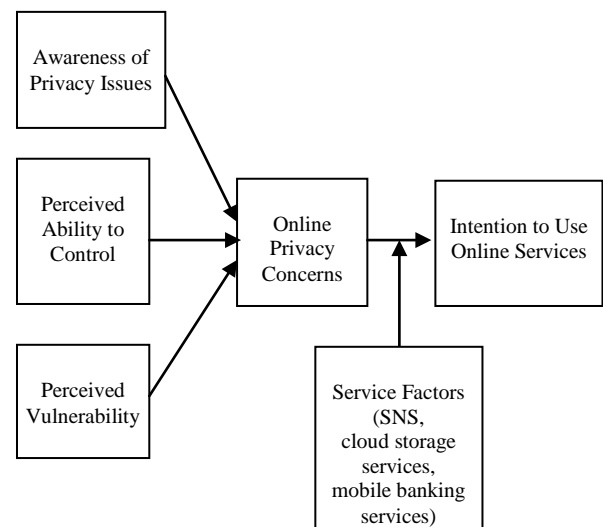 Awareness of
Privacy Issues
Perceived
Ability to
Control
Perceived
Vulnerability
Online
Privacy
Concerns
Intention to Use
Online Services
Service Factors
(SNS,
cloud storage
services,
mobile banking
services)